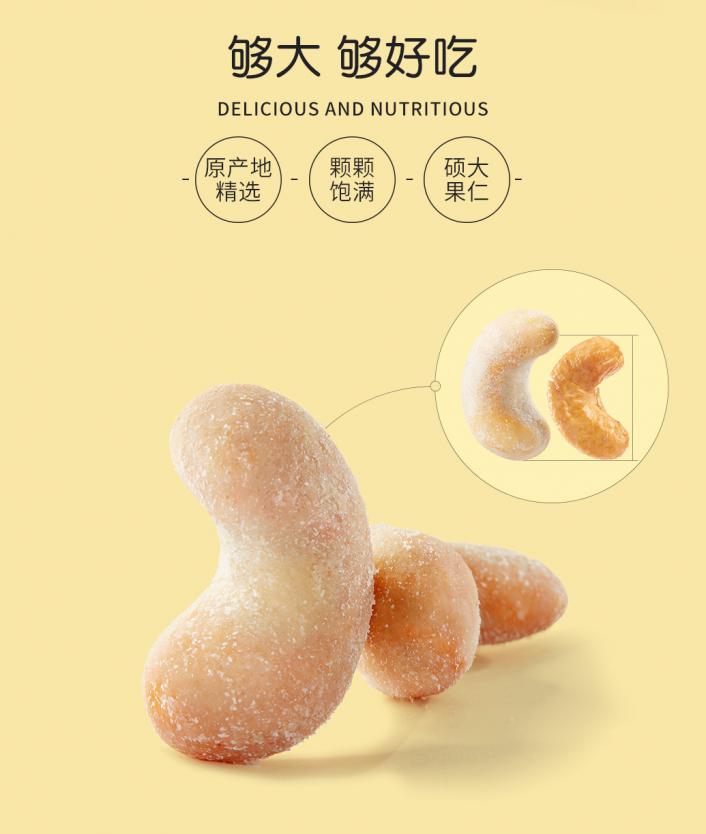 够大 够好吃
DELICIOUS AND NUTRITIOUS
原产地
精选
颗颗
饱满
硕大
果仁